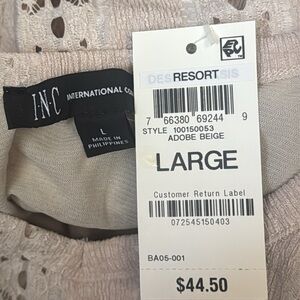 RESORT
7 66380 69244 9
STYLE 100150053
ADOBE BEIGE
LARGE
Customer Return Label
072545150403
BA05-001
$44.50
I·N·C INTERNATIONAL CO
L
MADE IN
PHILIPPINES